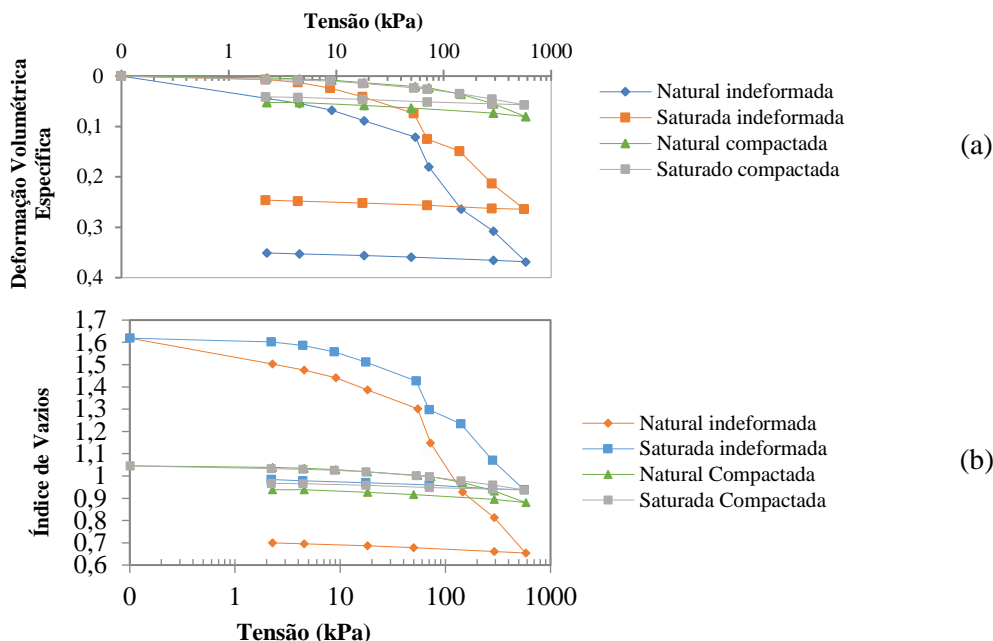 Tensão (kPa)
0 1 10 100 1000
Deformação Volumétrica
Específica
0
0,1
0,2
0,3
0,4
Natural indeformada
Saturada indeformada
Natural compactada
Saturado compactada
(a)
Índice de Vazios
1,7
1,6
1,5
1,4
1,3
1,2
1,1
1
0,9
0,8
0,7
0,6
Natural indeformada
Saturada indeformada
Natural Compactada
Saturada Compactada
(b)
0 1 10 100 1000
Tensão (kPa)